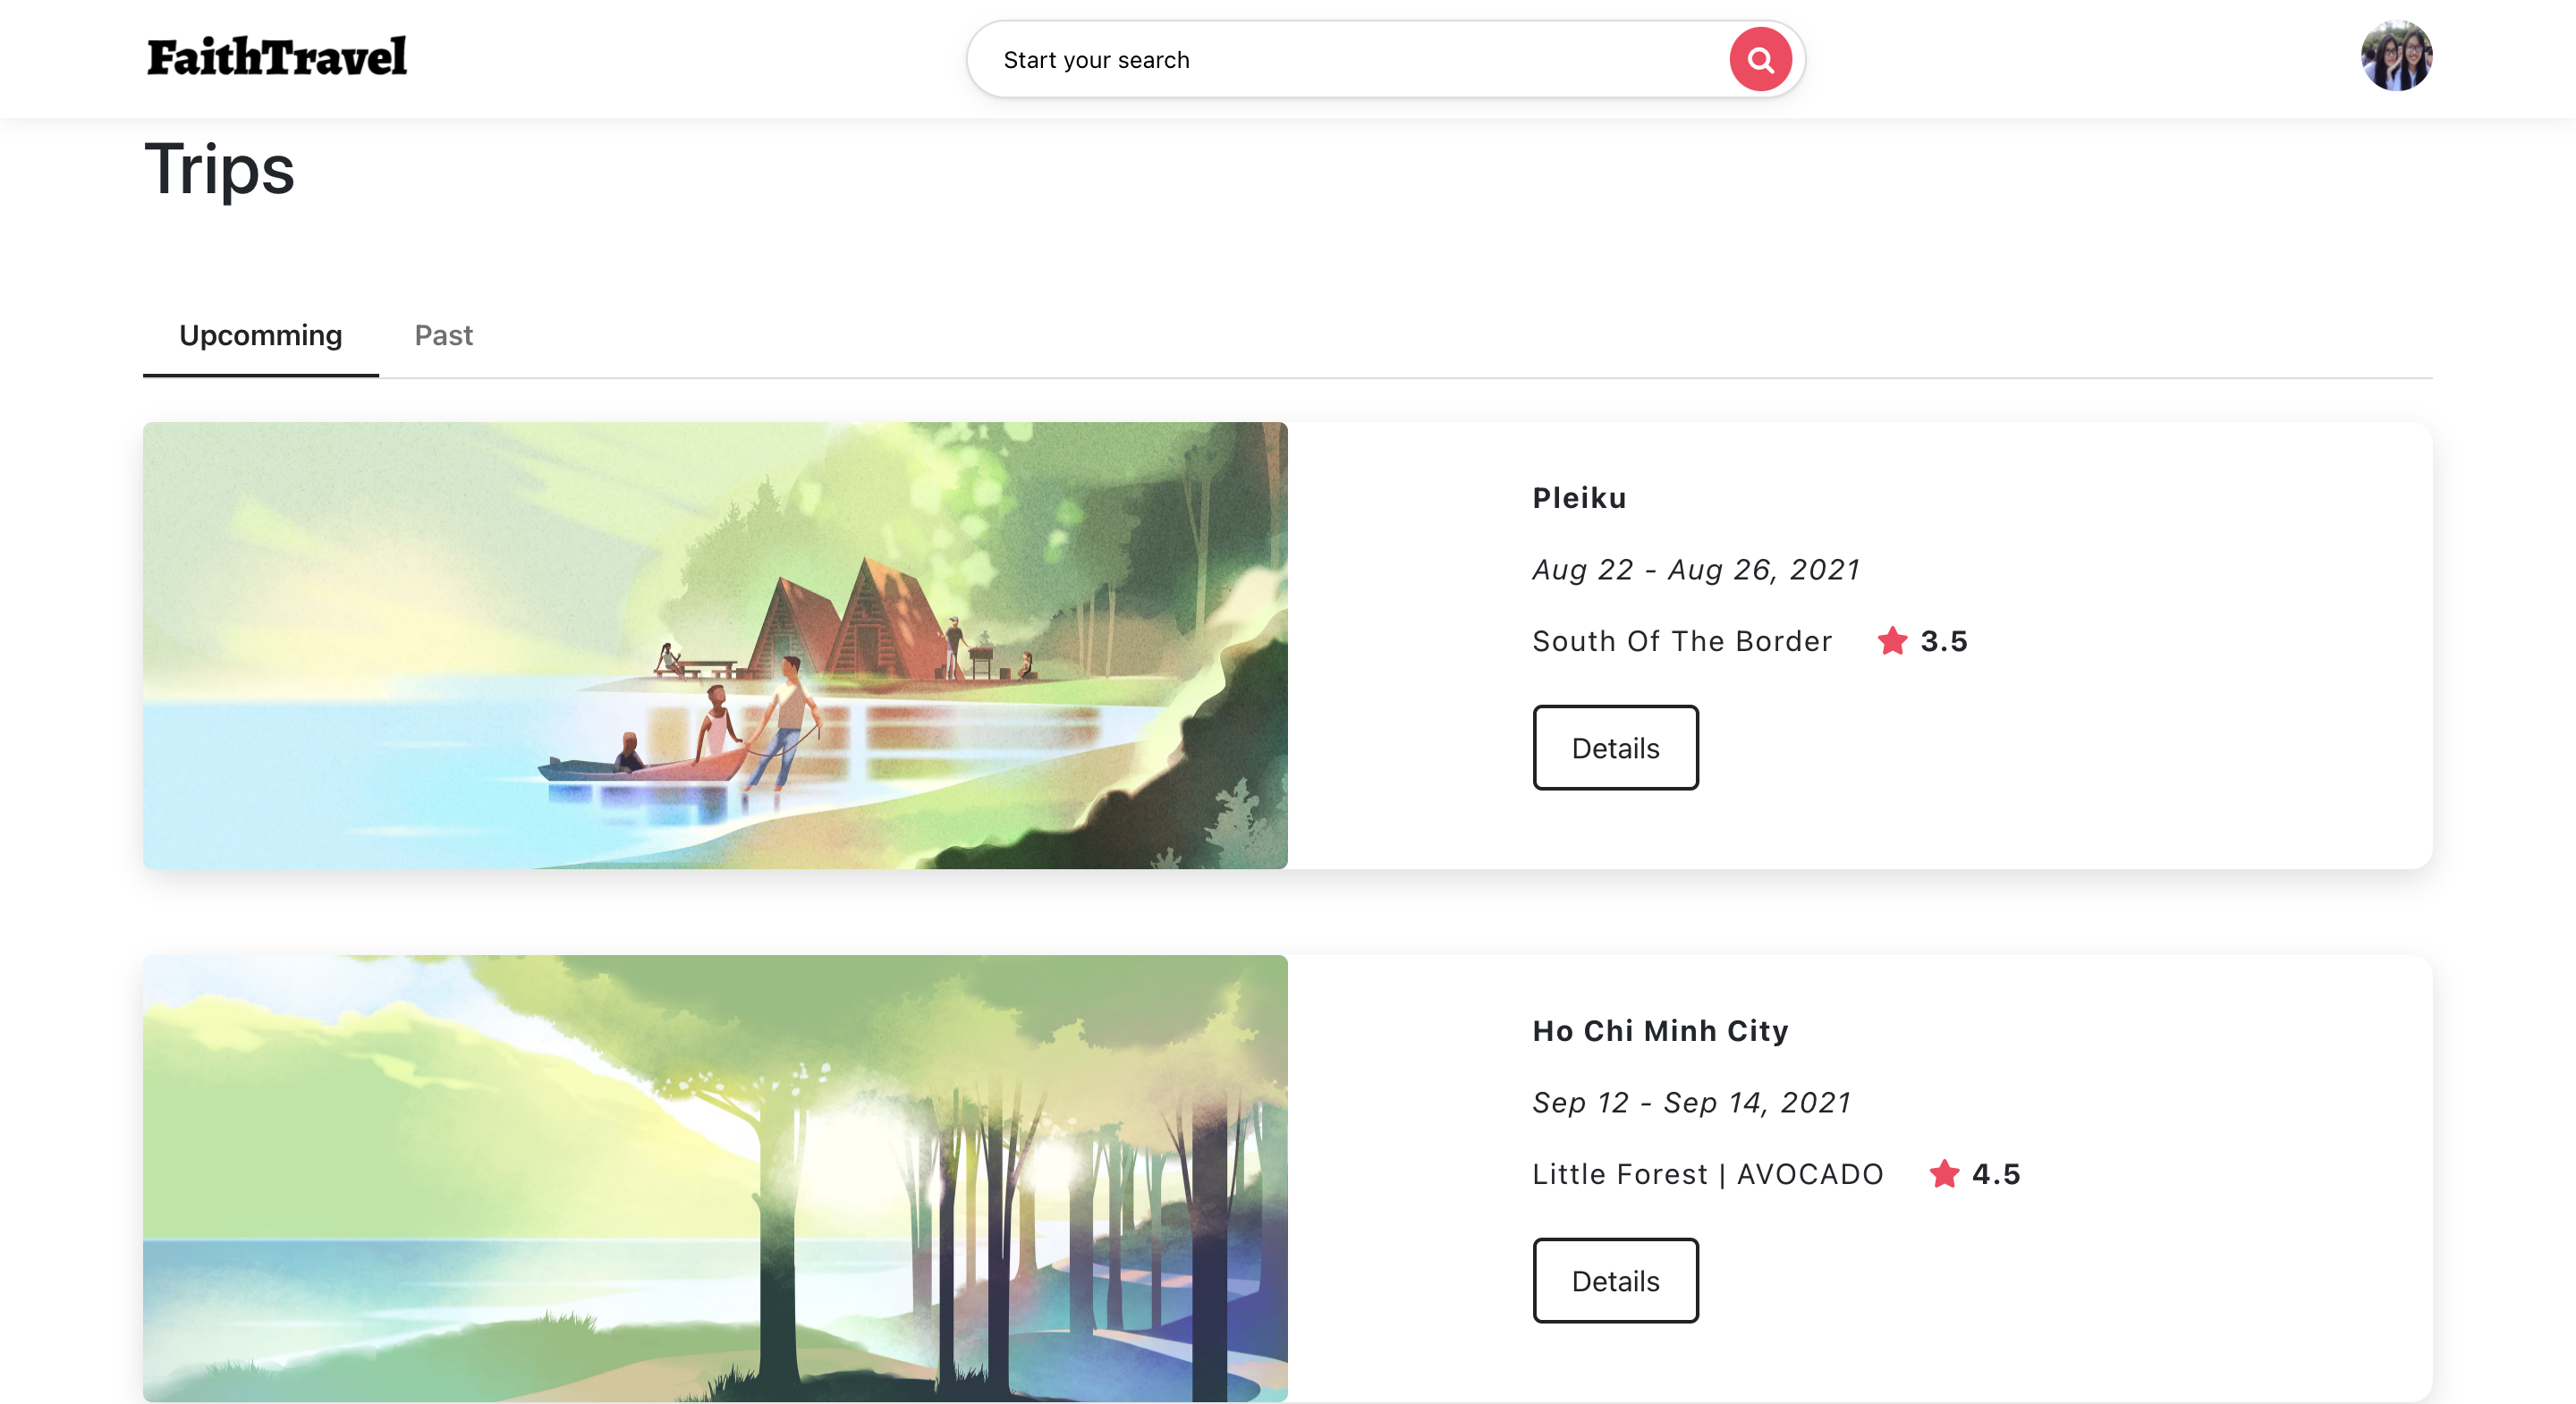 FaithTravel
Start your search
Trips
Upcomming
Past
Pleiku
Aug 22 - Aug 26, 2021
South Of The Border 3.5
Details
Ho Chi Minh City
Sep 12 - Sep 14, 2021
Little Forest | AVOCADO 4.5
Details